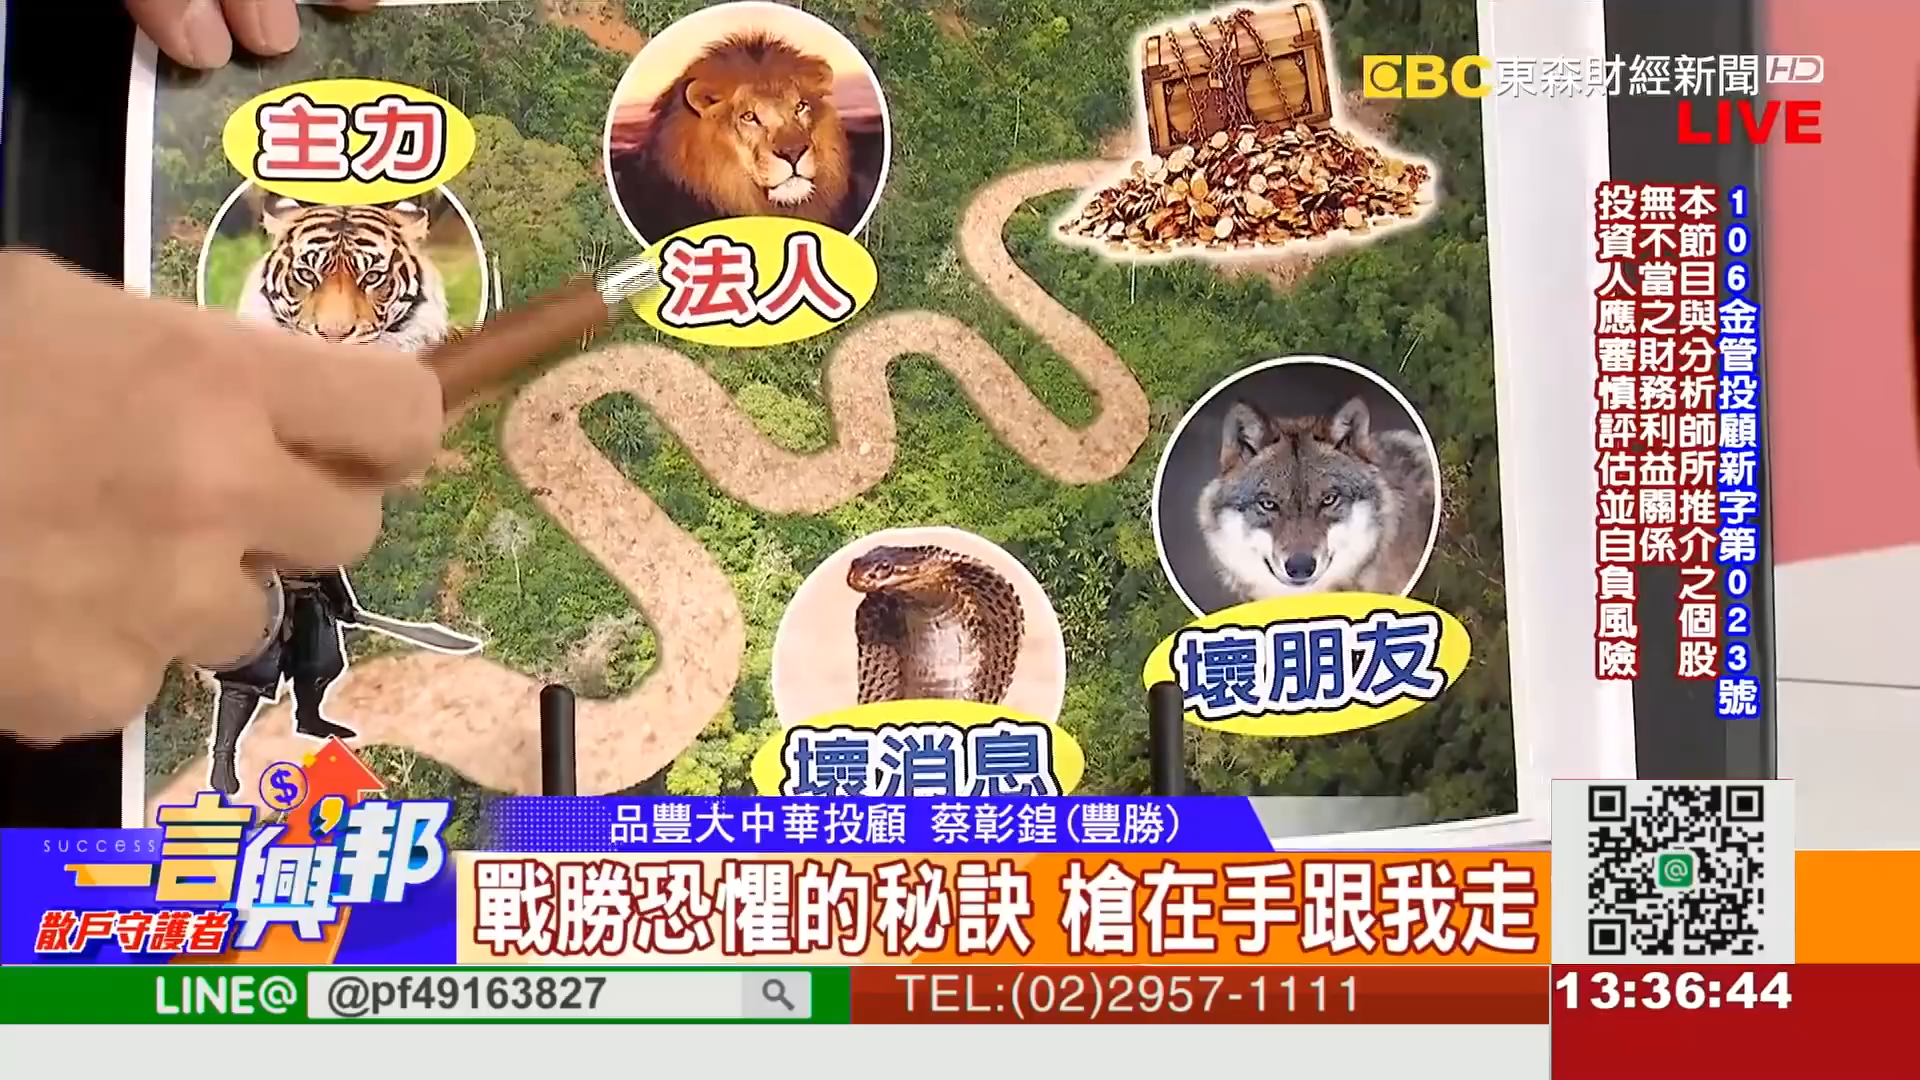 主力
法人
EBC東森財經新聞HD
LIVE
106金管投顧新字第023號
本節目與分析師所推介之個股
無不當之財務利益關係
投資人應審慎評估並自負風險
壞朋友
壞消息
品豐大中華投顧 蔡彰鍠(豐勝)
success
一言興邦
散戶守護者
戰勝恐懼的秘訣 槍在手跟我走
LINE@ @pf49163827
TEL:(02)2957-1111
13:36:44